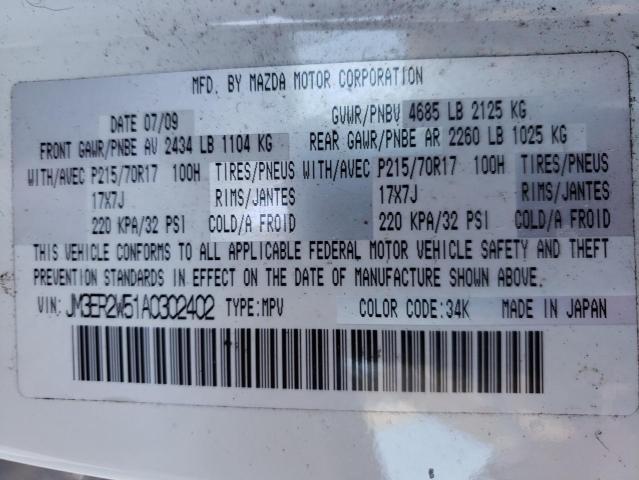 MFD. BY MAZDA MOTOR CORPORATION
DATE 07/09 GVWR/PNBV 4685 LB 2125 KG
FRONT GAWR/PNBE AV 2434 LB 1104 KG REAR GAWR/PNBE AR 2260 LB 1025 KG
WITH/AVEC P215/70R17 100H TIRES/PNEUS WITH/AVEC P215/70R17 100H TIRES/PNEUS
17X7J RIMS/JANTES 17X7J RIMS/JANTES
220 KPA/32 PSI COLD/A FROID 220 KPA/32 PSI COLD/A FROID
THIS VEHICLE CONFORMS TO ALL APPLICABLE FEDERAL MOTOR VEHICLE SAFETY AND THEFT
PREVENTION STANDARDS IN EFFECT ON THE DATE OF MANUFACTURE SHOWN ABOVE.
VIN: JM3ER2W51A0302402 TYPE:MPV COLOR CODE:34K MADE IN JAPAN